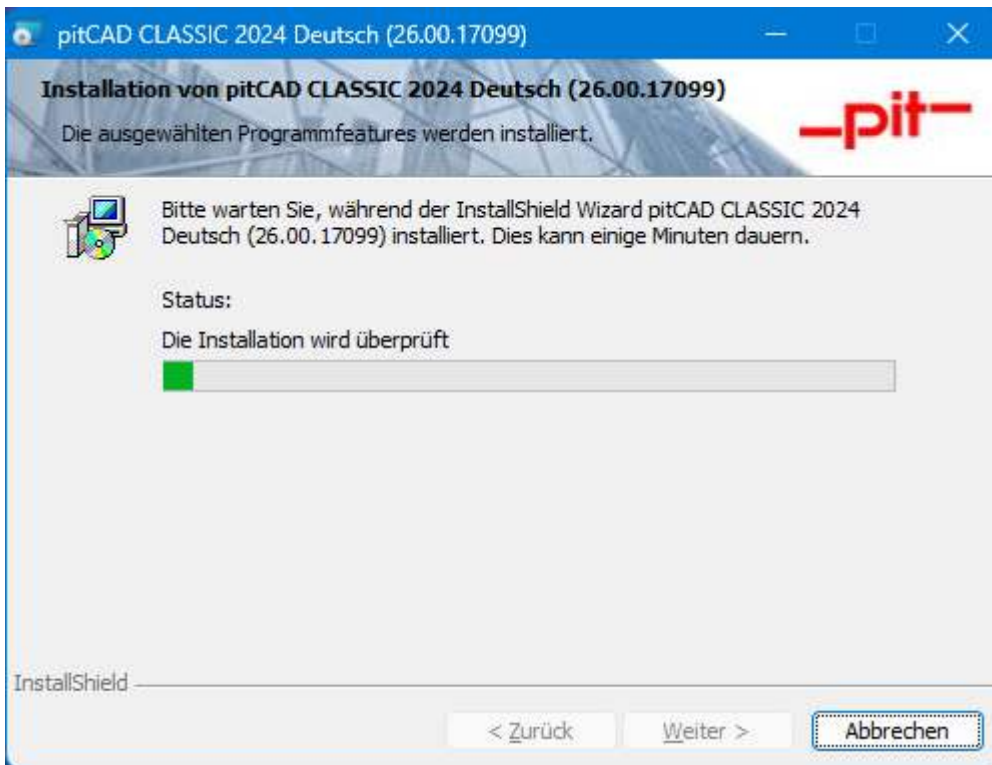 pitCAD CLASSIC 2024 Deutsch (26.00.17099)
Installation von pitCAD CLASSIC 2024 Deutsch (26.00.17099)
Die ausgewählten Programmfeatures werden installiert.
pit
Bitte warten Sie, während der InstallShield Wizard pitCAD CLASSIC 2024
Deutsch (26.00.17099) installiert. Dies kann einige Minuten dauern.
Status:
Die Installation wird überprüft
InstallShield
< Zurück
Weiter >
Abbrechen